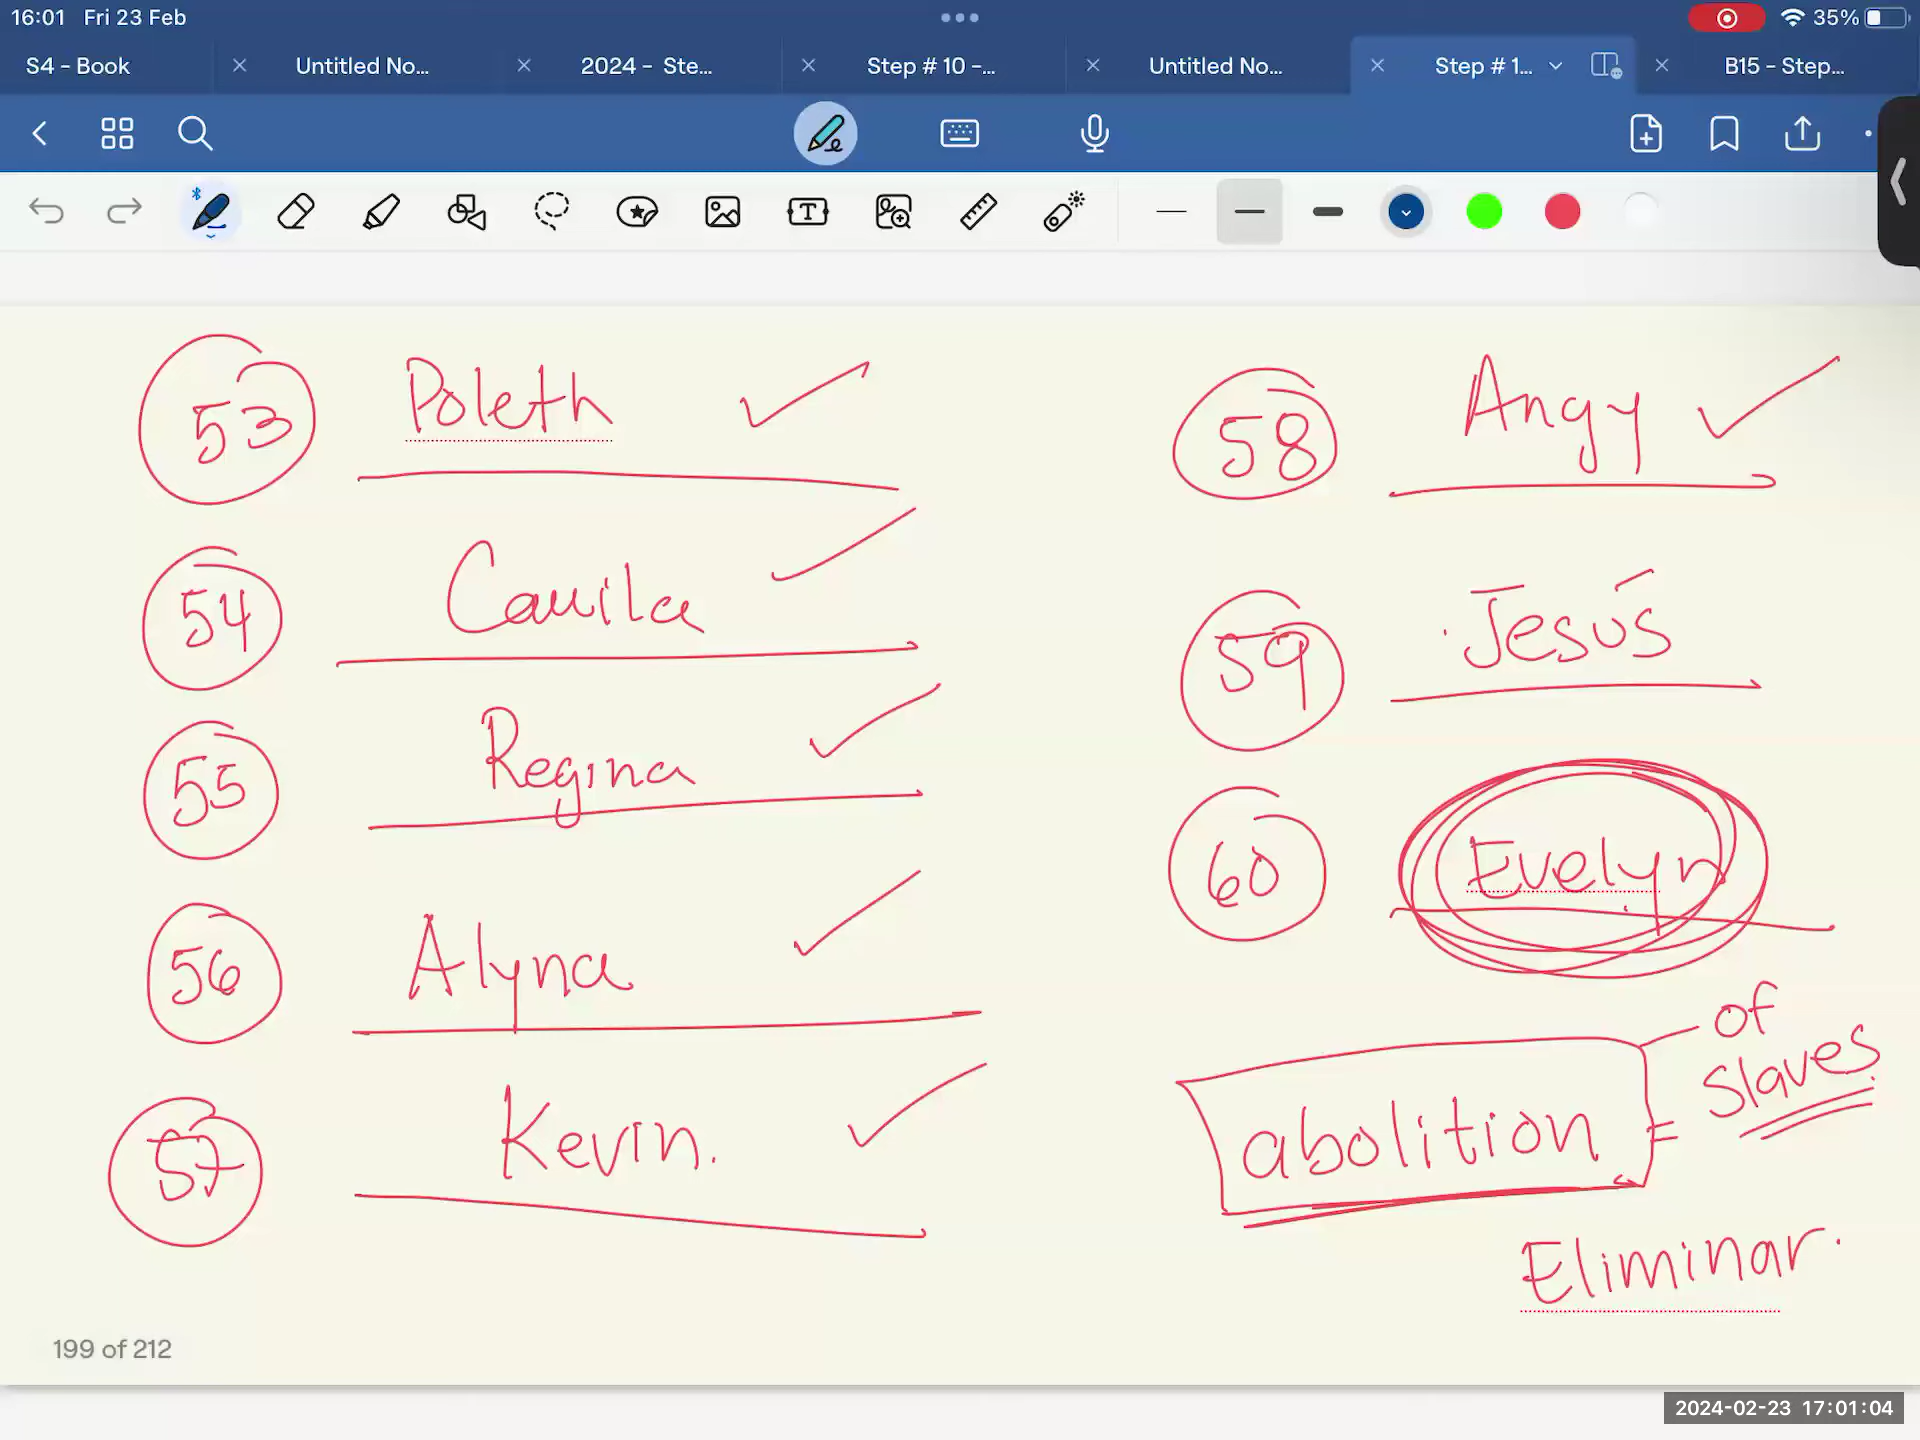 16:01 Fri 23 Feb
35%
S4 - Book
Untitled No...
2024 - Ste...
Step # 10 -...
Untitled No...
Step # 1...
B15 - Step...
53 Poleth
54 Camila
55 Regina
56 Alyna
57 Kevin.
58 Angy
59 Jesús
60 Evelyn
of
slaves
abolition =
Eliminar.
199 of 212
2024-02-23 17:01:04